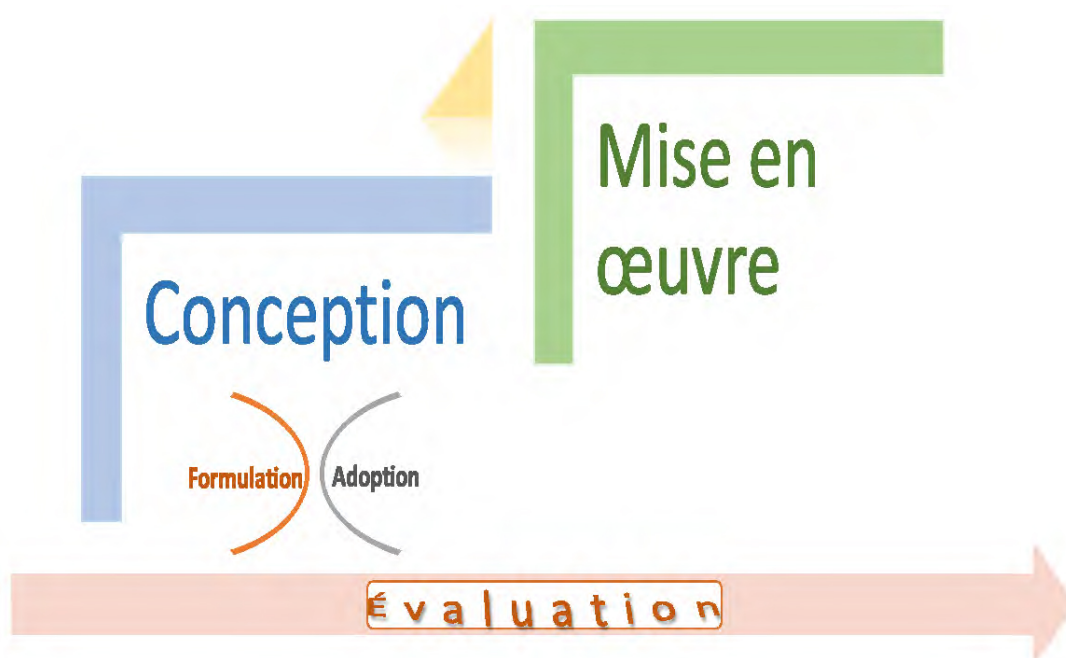 Mise en
œuvre
Conception
Formulation
Adoption
Évaluation